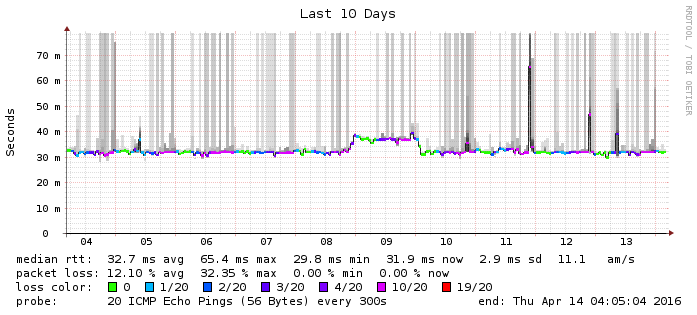 Last 10 Days
RRDTOOL / TOBI OETIKER
Seconds
70 m
60 m
50 m
40 m
30 m
20 m
10 m
0
04 05 06 07 08 09 10 11 12 13
median rtt: 32.7 ms avg 65.4 ms max 29.8 ms min 31.9 ms now 2.9 ms sd 11.1 am/s
packet loss: 12.10 % avg 32.35 % max 0.00 % min 0.00 % now
loss color: 0 1/20 2/20 3/20 4/20 10/20 19/20
probe: 20 ICMP Echo Pings (56 Bytes) every 300s end: Thu Apr 14 04:05:04 2016